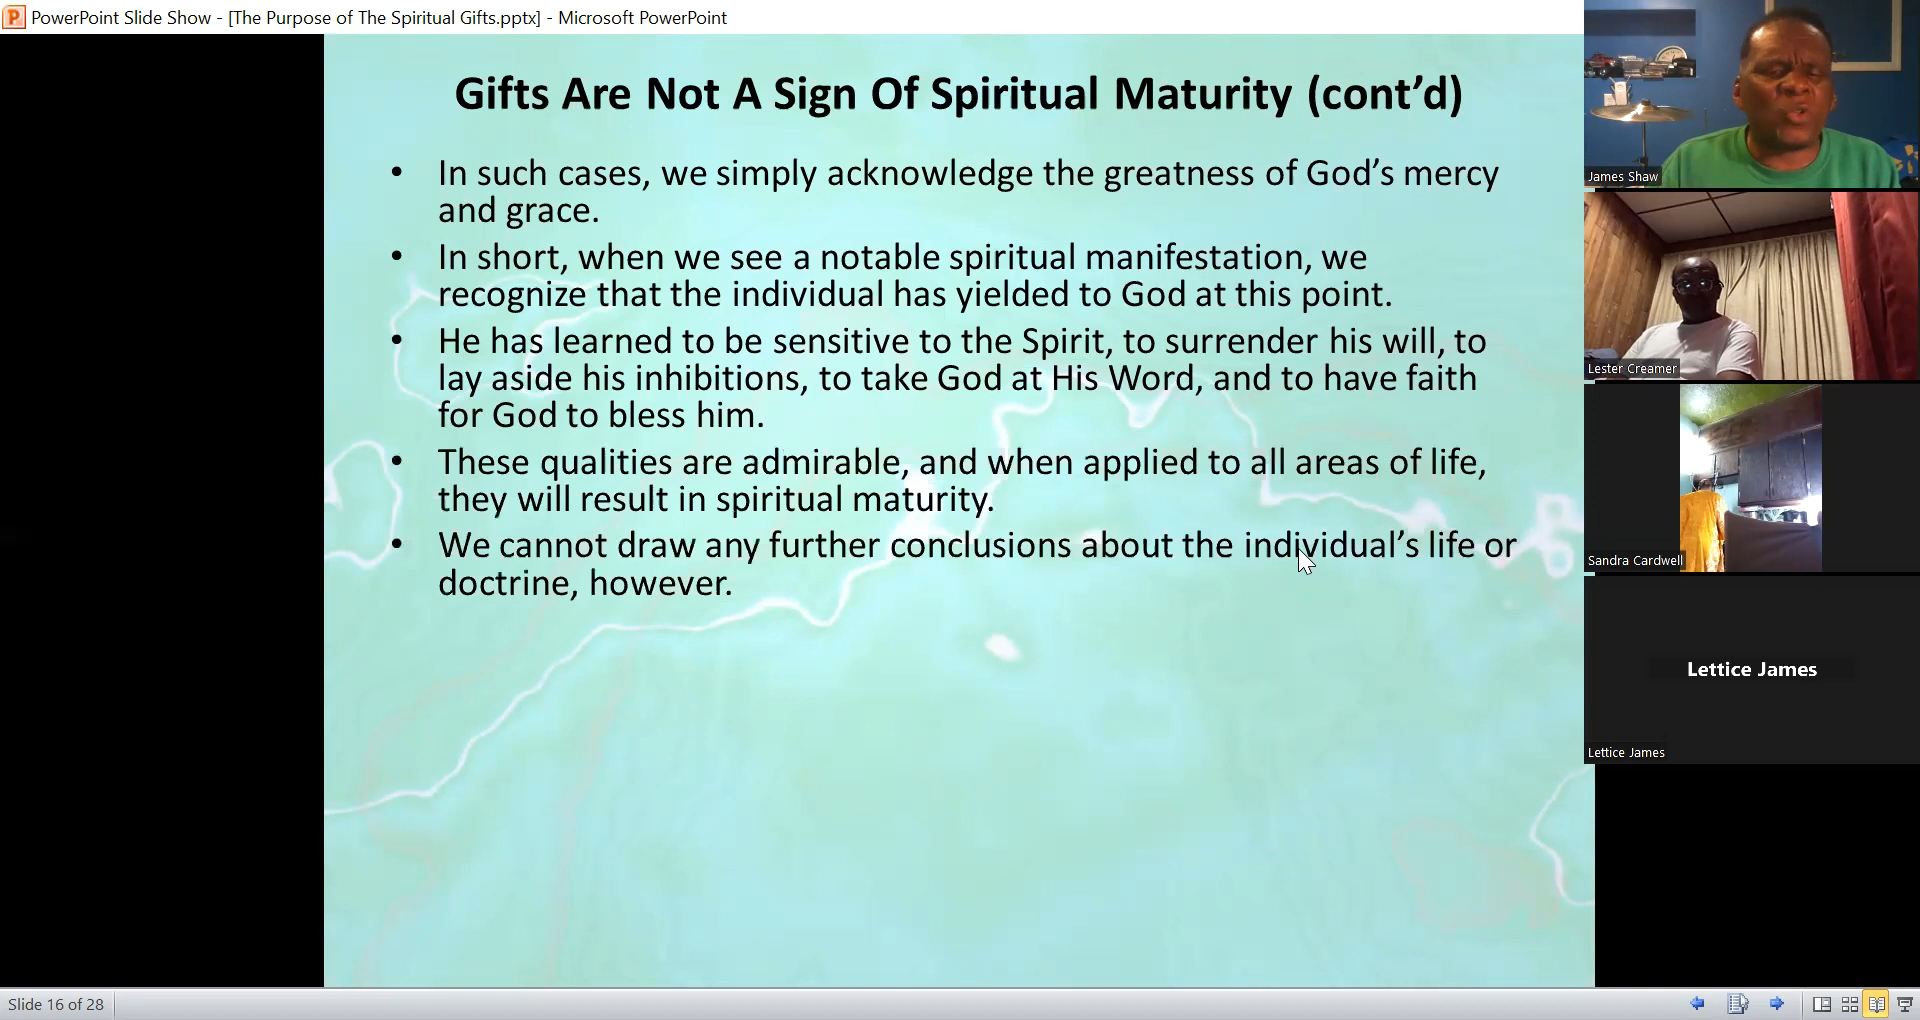 PowerPoint Slide Show - [The Purpose of The Spiritual Gifts.pptx] - Microsoft PowerPoint
Gifts Are Not A Sign Of Spiritual Maturity (cont’d)
• In such cases, we simply acknowledge the greatness of God’s mercy
and grace.
• In short, when we see a notable spiritual manifestation, we
recognize that the individual has yielded to God at this point.
• He has learned to be sensitive to the Spirit, to surrender his will, to
lay aside his inhibitions, to take God at His Word, and to have faith
for God to bless him.
• These qualities are admirable, and when applied to all areas of life,
they will result in spiritual maturity.
• We cannot draw any further conclusions about the individual’s life or
doctrine, however.
James Shaw
Lester Creamer
Sandra Cardwell
Lettice James
Lettice James
Slide 16 of 28